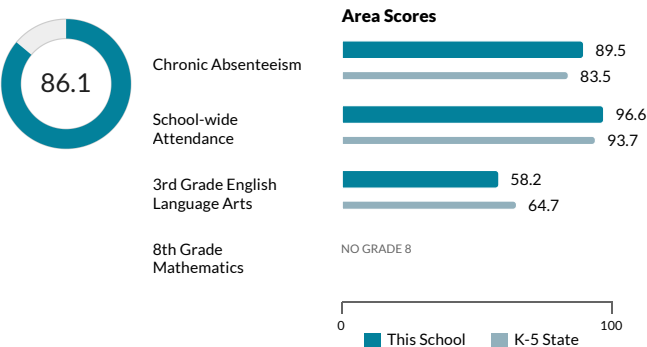 86.1
Area Scores
Chronic Absenteeism
89.5
83.5
School-wide
Attendance
96.6
93.7
3rd Grade English
Language Arts
58.2
64.7
8th Grade
Mathematics
NO GRADE 8
0
100
This School
K-5 State